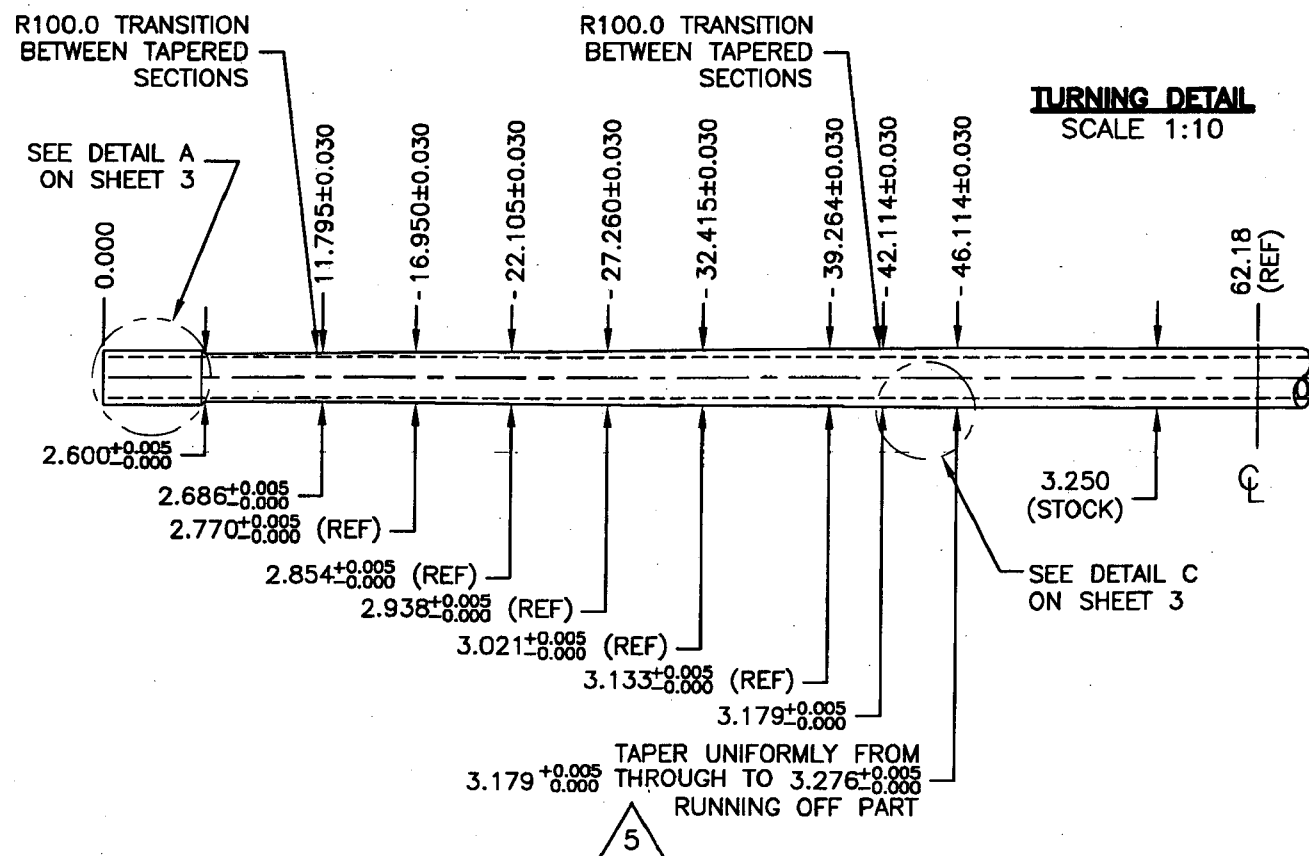 R100.0 TRANSITION
BETWEEN TAPERED
SECTIONS
R100.0 TRANSITION
BETWEEN TAPERED
SECTIONS
TURNING DETAIL
SCALE 1:10
SEE DETAIL A
ON SHEET 3
0.000
11.795±0.030
16.950±0.030
22.105±0.030
27.260±0.030
32.415±0.030
39.264±0.030
42.114±0.030
46.114±0.030
62.18
(REF)
2.600+0.005
-0.000
2.686+0.005
-0.000
2.770+0.005 (REF)
-0.000
2.854+0.005 (REF)
-0.000
2.938+0.005 (REF)
-0.000
3.021+0.005 (REF)
-0.000
3.133+0.005 (REF)
-0.000
3.179+0.005
-0.000
3.250
(STOCK)
℄
SEE DETAIL C
ON SHEET 3
TAPER UNIFORMLY FROM
3.179 +0.005 THROUGH TO 3.276+0.005
0.000 -0.000
RUNNING OFF PART
5